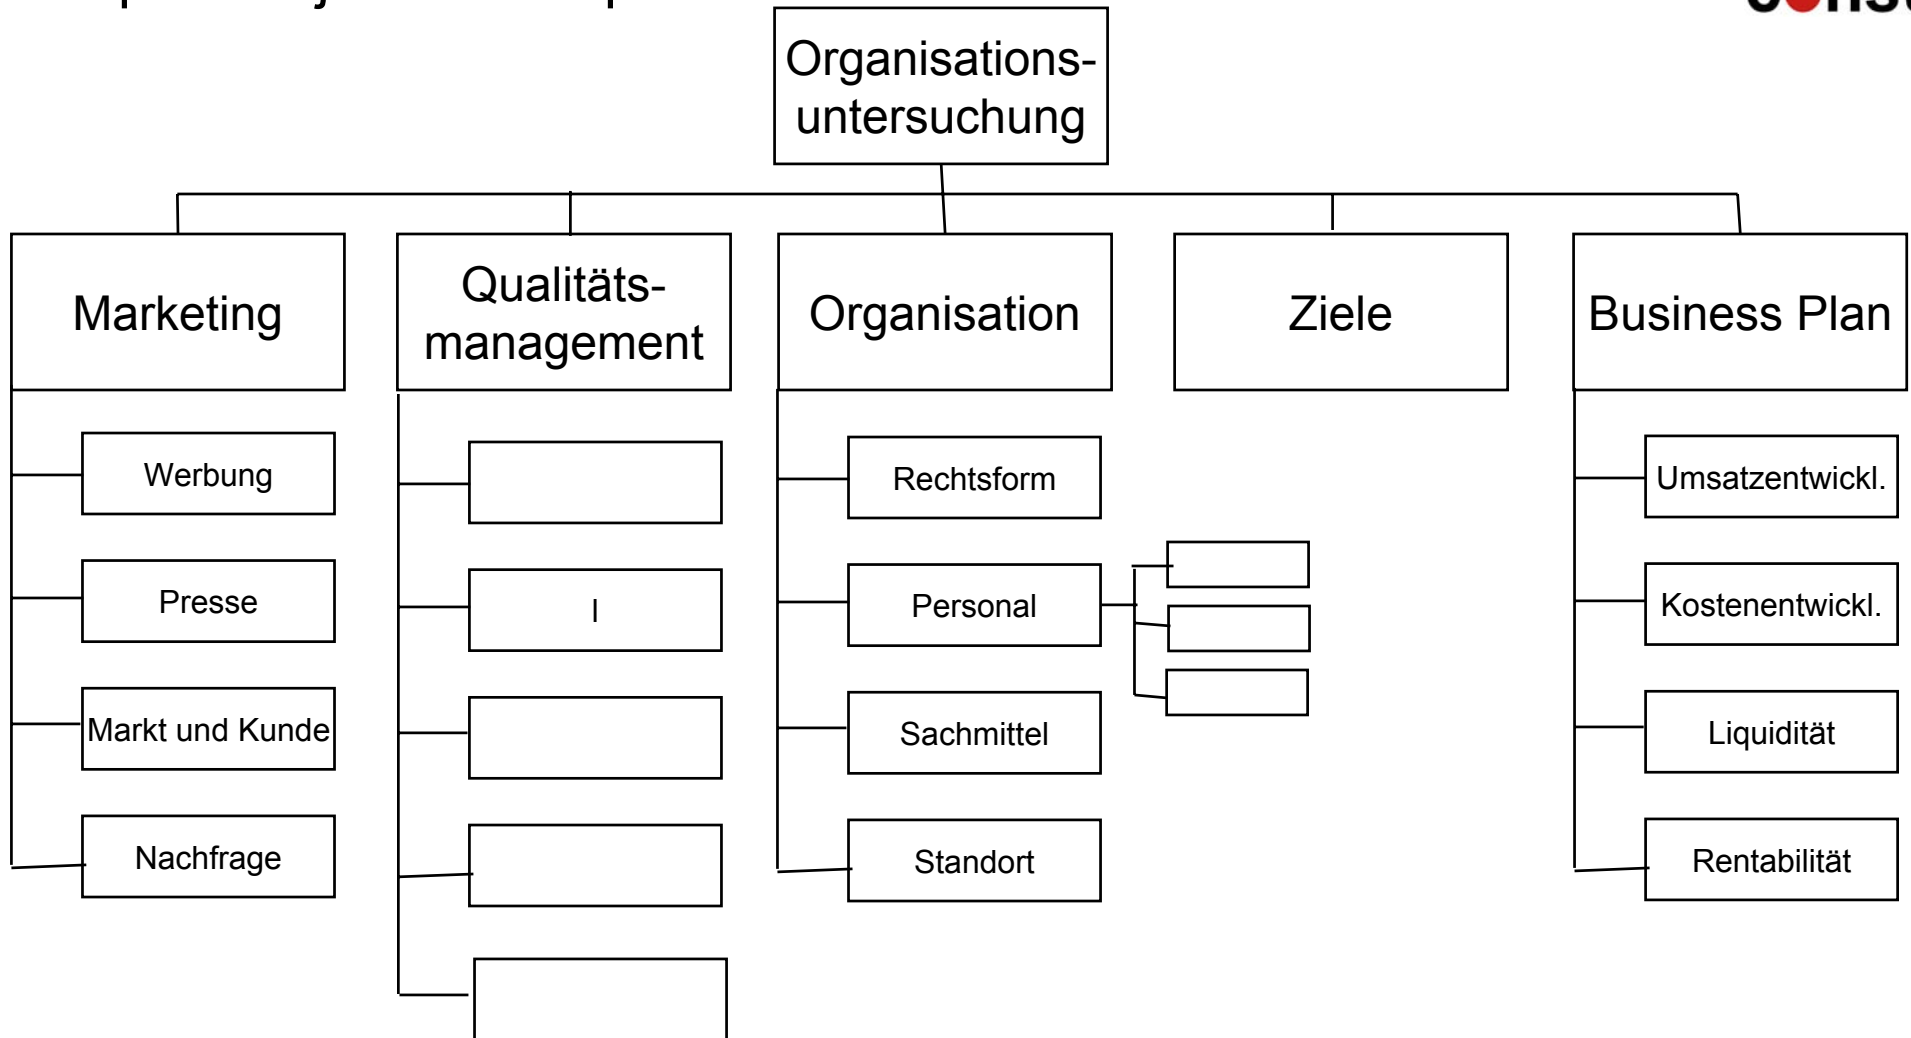 Organisations-
untersuchung
Marketing
Qualitäts-
management
Organisation
Ziele
Business Plan
Werbung
Presse
Markt und Kunde
Nachfrage
l
Rechtsform
Personal
Sachmittel
Standort
Umsatzentwickl.
Kostenentwickl.
Liquidität
Rentabilität